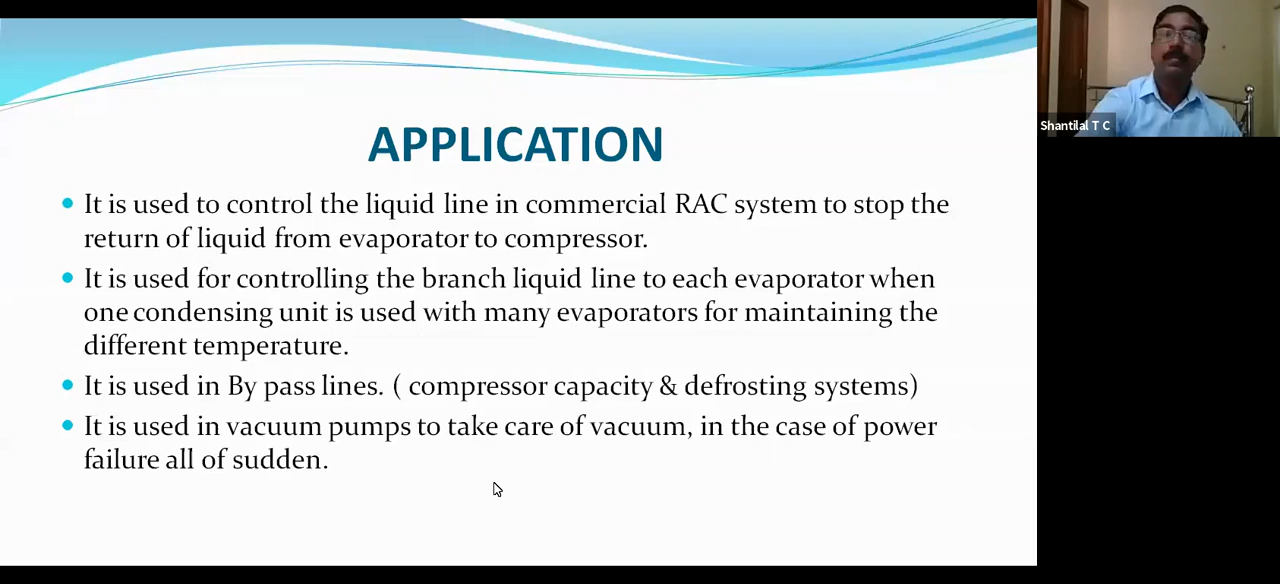 APPLICATION
It is used to control the liquid line in commercial RAC system to stop the
return of liquid from evaporator to compressor.
It is used for controlling the branch liquid line to each evaporator when
one condensing unit is used with many evaporators for maintaining the
different temperature.
It is used in By pass lines. ( compressor capacity & defrosting systems)
It is used in vacuum pumps to take care of vacuum, in the case of power
failure all of sudden.
Shantilal T C